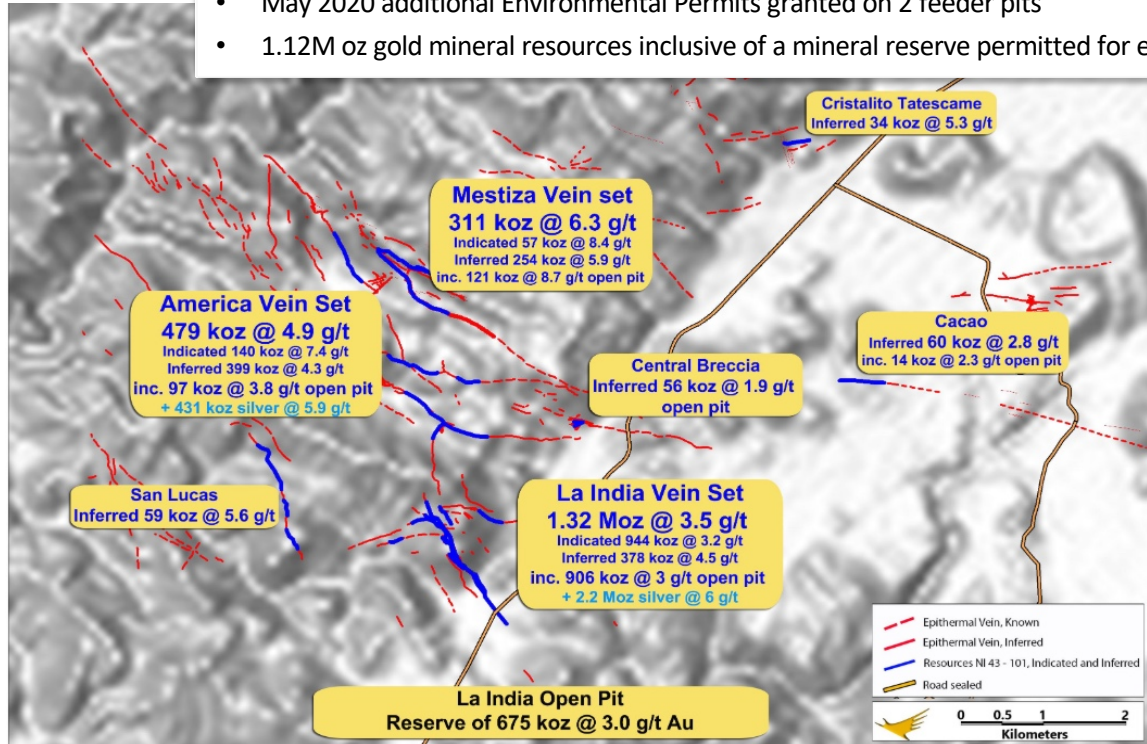 • May 2020 additional Environmental Permits granted on 2 feeder pits
• 1.12M oz gold mineral resources inclusive of a mineral reserve permitted for e
Cristalito Tatescame
Inferred 34 koz @ 5.3 g/t
Mestiza Vein set
311 koz @ 6.3 g/t
Indicated 57 koz @ 8.4 g/t
Inferred 254 koz @ 5.9 g/t
inc. 121 koz @ 8.7 g/t open pit
America Vein Set
479 koz @ 4.9 g/t
Indicated 140 koz @ 7.4 g/t
Inferred 399 koz @ 4.3 g/t
inc. 97 koz @ 3.8 g/t open pit
+ 431 koz silver @ 5.9 g/t
Cacao
Inferred 60 koz @ 2.8 g/t
inc. 14 koz @ 2.3 g/t open pit
Central Breccia
Inferred 56 koz @ 1.9 g/t
open pit
San Lucas
Inferred 59 koz @ 5.6 g/t
La India Vein Set
1.32 Moz @ 3.5 g/t
Indicated 944 koz @ 3.2 g/t
Inferred 378 koz @ 4.5 g/t
inc. 906 koz @ 3 g/t open pit
+ 2.2 Moz silver @ 6 g/t
La India Open Pit
Reserve of 675 koz @ 3.0 g/t Au
Epithermal Vein, Known
Epithermal Vein, Inferred
Resources NI 43 - 101, Indicated and Inferred
Road sealed
0 0.5 1 2
Kilometers